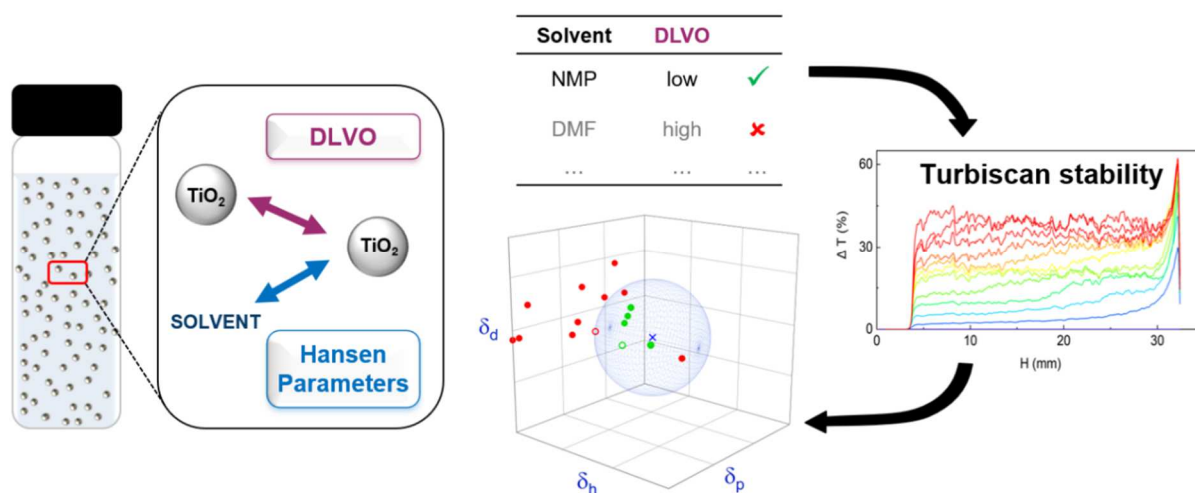 DLVO
TiO₂
TiO₂
SOLVENT
Hansen
Parameters
Solvent DLVO
NMP low ✓
DMF high ✘
... ... ...
δd
δh
δp
Turbiscan stability
Δ T (%)
60
30
0
0 10 20 30
H (mm)